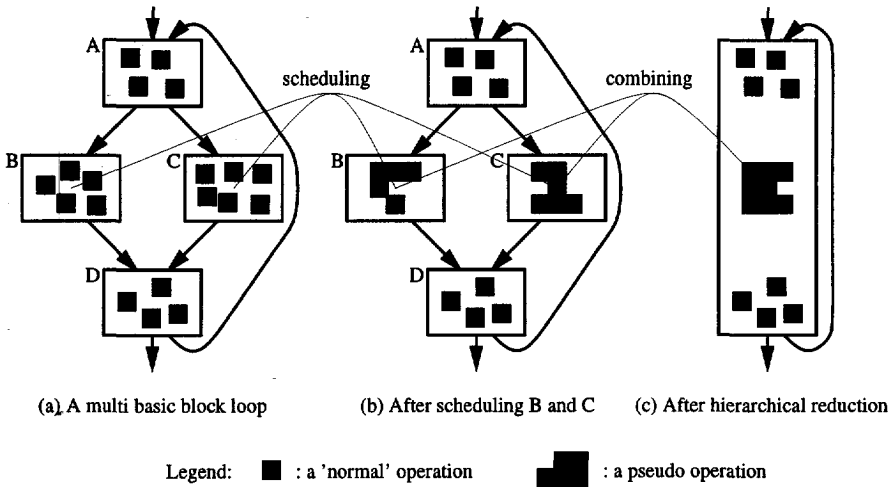 A
A
scheduling
combining
B
C
B
C
D
D
(a) A multi basic block loop
(b) After scheduling B and C
(c) After hierarchical reduction
Legend: : a 'normal' operation : a pseudo operation